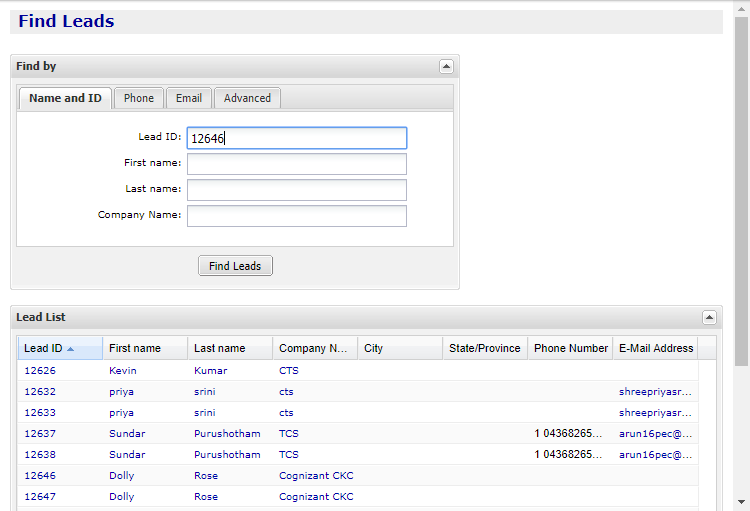 Find Leads
Find by
Name and ID Phone Email Advanced
Lead ID: 12646
First name:
Last name:
Company Name:
Find Leads
Lead List
Lead ID First name Last name Company N... City State/Province Phone Number E-Mail Address
12626 Kevin Kumar CTS
12632 priya srini cts shreepriyasr...
12633 priya srini cts shreepriyasr...
12637 Sundar Purushotham TCS 1 04368265... arun16pec@...
12638 Sundar Purushotham TCS 1 04368265... arun16pec@...
12646 Dolly Rose Cognizant CKC
12647 Dolly Rose Cognizant CKC